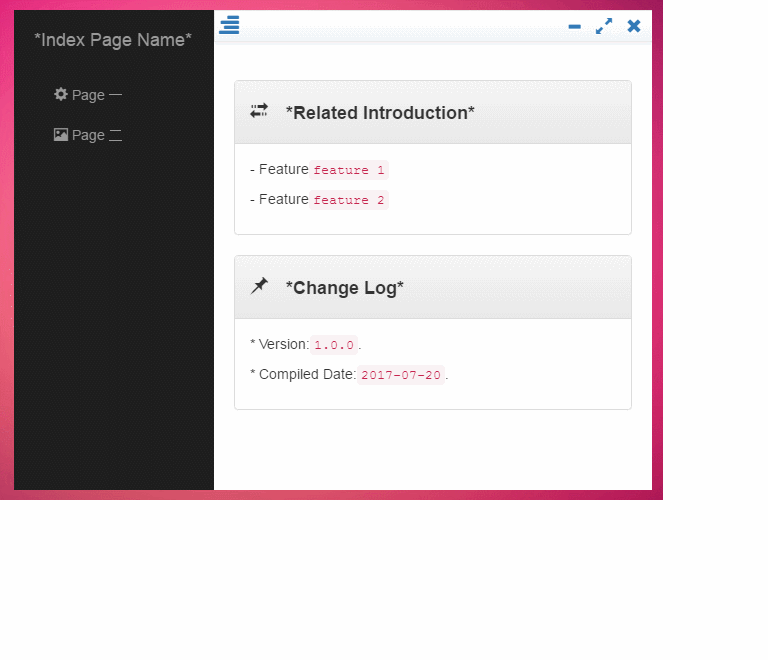 *Index Page Name*
Page 一
Page 二
*Related Introduction*
- Feature feature 1
- Feature feature 2
*Change Log*
* Version: 1.0.0.
* Compiled Date: 2017-07-20.